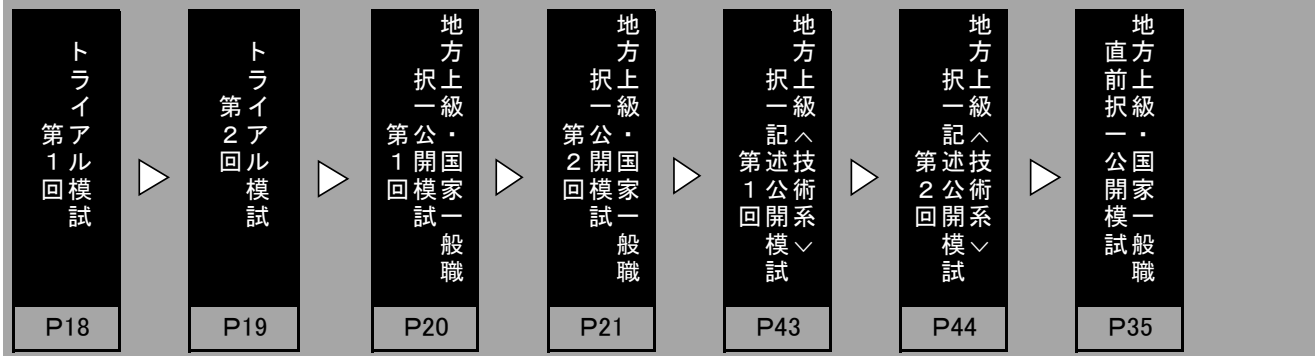 トライアル模試
第1回
P18
トライアル模試
第2回
P19
地方上級・国家一般職
択一公開模試
第1回
P20
地方上級・国家一般職
択一公開模試
第2回
P21
地方上級<技術系>
択一記述公開模試
第1回
P43
地方上級<技術系>
択一記述公開模試
第2回
P44
地方上級・国家一般職
直前択一公開模試
P35